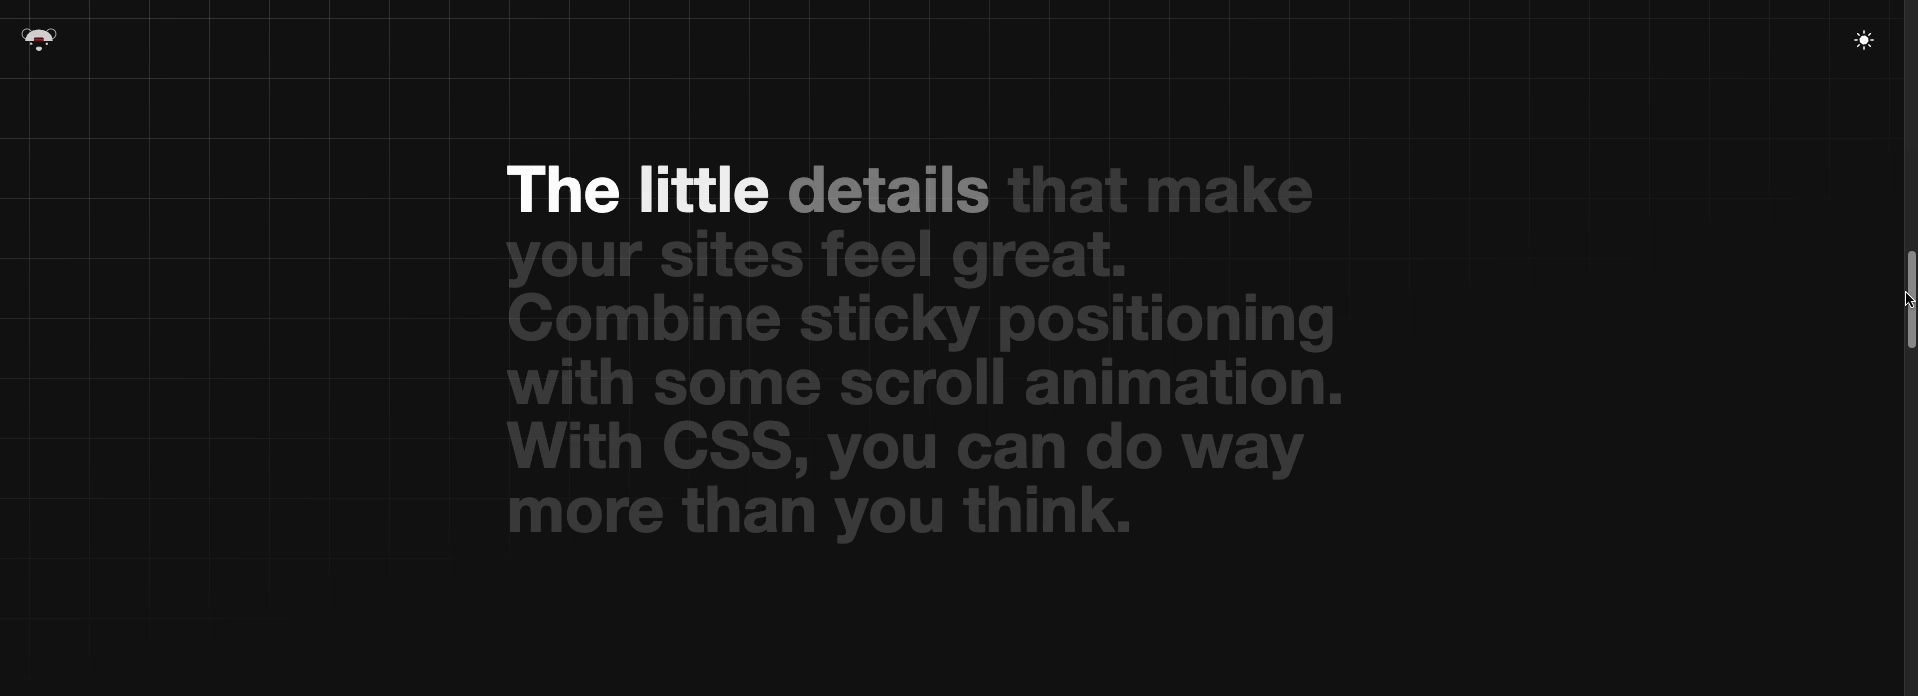 The little details that make
your sites feel great.
Combine sticky positioning
with some scroll animation.
With CSS, you can do way
more than you think.